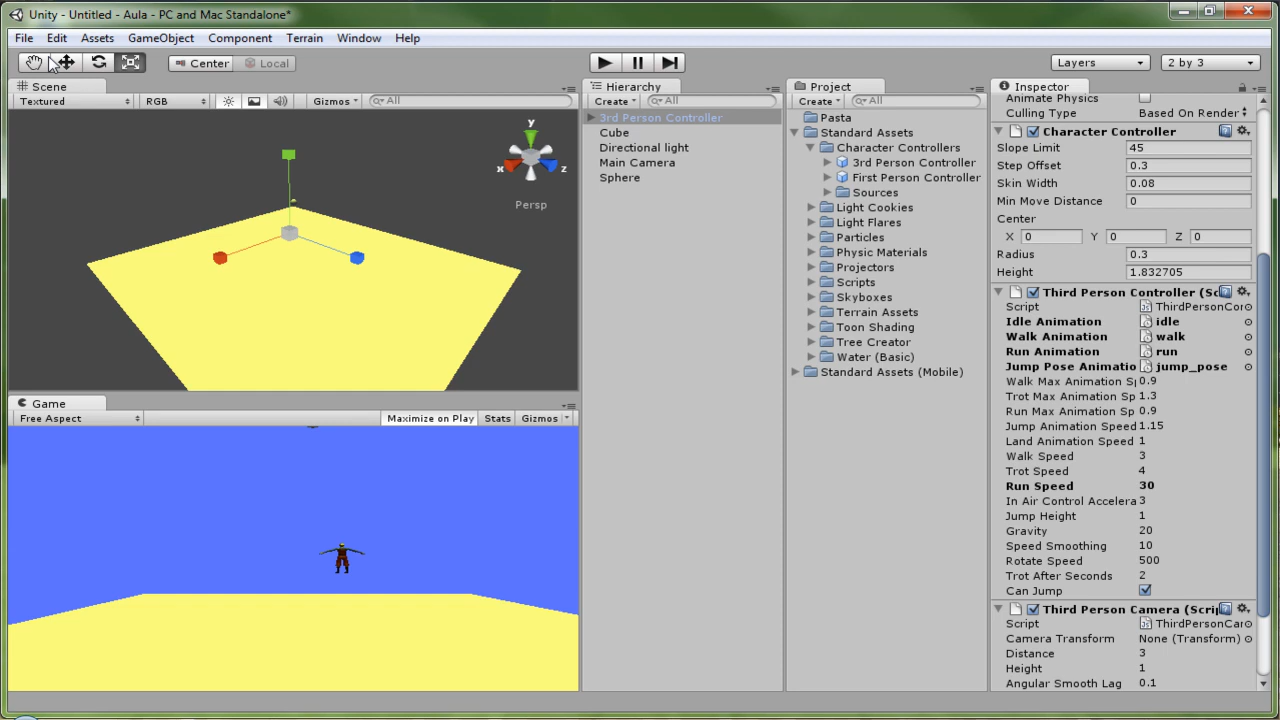 Unity - Untitled - Aula - PC and Mac Standalone*
File Edit Assets GameObject Component Terrain Window Help
Center Local Layers 2 by 3
Scene
Textured RGB Gizmos All
y
x z
Persp
Game
Free Aspect Maximize on Play Stats Gizmos
Hierarchy
Create All
3rd Person Controller
Cube
Directional light
Main Camera
Sphere
Project
Create All
Pasta
Standard Assets
Character Controllers
3rd Person Controller
First Person Controller
Sources
Light Cookies
Light Flares
Particles
Physic Materials
Projectors
Scripts
Skyboxes
Terrain Assets
Toon Shading
Tree Creator
Water (Basic)
Standard Assets (Mobile)
Inspector
Animate Physics
Culling Type Based On Render
Character Controller
Slope Limit 45
Step Offset 0.3
Skin Width 0.08
Min Move Distance 0
Center
X 0 Y 0 Z 0
Radius 0.3
Height 1.832705
Third Person Controller (Sc
Script ThirdPersonCor
Idle Animation idle
Walk Animation walk
Run Animation run
Jump Pose Animatio jump_pose
Walk Max Animation Sp 0.9
Trot Max Animation Sp 1.3
Run Max Animation Sp 0.9
Jump Animation Speed 1.15
Land Animation Speed 1
Walk Speed 3
Trot Speed 4
Run Speed 30
In Air Control Accelera 3
Jump Height 1
Gravity 20
Speed Smoothing 10
Rotate Speed 500
Trot After Seconds 2
Can Jump
Third Person Camera (Scri
Script ThirdPersonCar
Camera Transform None (Transform)
Distance 3
Height 1
Angular Smooth Lag 0.1